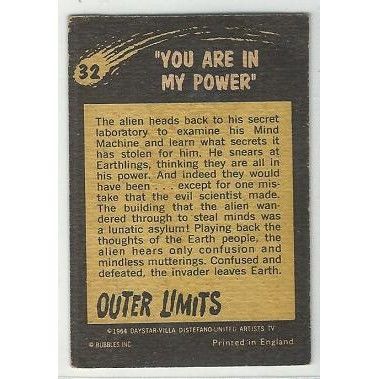 32
"YOU ARE IN
MY POWER"
The alien heads back to his secret
laboratory to examine his Mind
Machine and learn what secrets it
has stolen for him. He sneers at
Earthlings, thinking they are all in
his power. And indeed they would
have been . . . except for one mis-
take that the evil scientist made.
The building that the alien wan-
dered through to steal minds was
a lunatic asylum! Playing back the
thoughts of the Earth people, the
alien hears only confusion and
mindless mutterings. Confused and
defeated, the invader leaves Earth.
OUTER LIMITS
©1964 DAYSTAR-VILLA DISTEFANO-UNITED ARTISTS TV
© BUBBLES INC. Printed in England